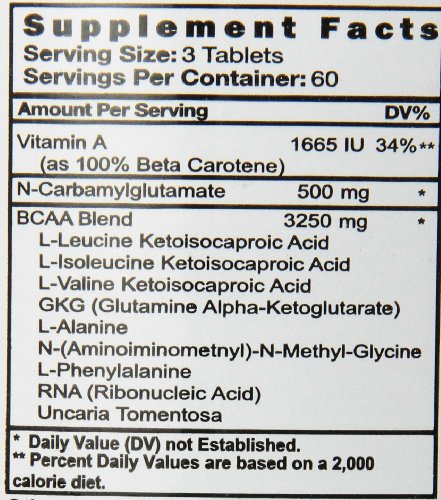 Supplement Facts
Serving Size: 3 Tablets
Servings Per Container: 60
Amount Per Serving DV%
Vitamin A 1665 IU 34%**
(as 100% Beta Carotene)
N-Carbamylglutamate 500 mg *
BCAA Blend 3250 mg *
L-Leucine Ketoisocaproic Acid
L-Isoleucine Ketoisocaproic Acid
L-Valine Ketoisocaproic Acid
GKG (Glutamine Alpha-Ketoglutarate)
L-Alanine
N-(Aminoiminometnyl)-N-Methyl-Glycine
L-Phenylalanine
RNA (Ribonucleic Acid)
Uncaria Tomentosa
* Daily Value (DV) not Established.
** Percent Daily Values are based on a 2,000
calorie diet.